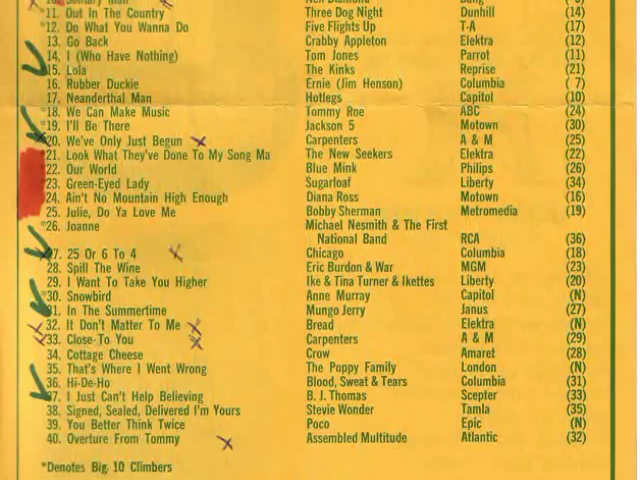 10. Solitary Man Neil Diamond Bang
*11. Out In The Country Three Dog Night Dunhill (14)
*12. Do What You Wanna Do Five Flights Up T-A (17)
13. Go Back Crabby Appleton Elektra (12)
14. I (Who Have Nothing) Tom Jones Parrot (11)
15. Lola The Kinks Reprise (21)
16. Rubber Duckie Ernie (Jim Henson) Columbia ( 7)
17. Neanderthal Man Hotlegs Capitol (10)
*18. We Can Make Music Tommy Roe ABC (24)
*19. I'll Be There Jackson 5 Motown (30)
20. We've Only Just Begun Carpenters A & M (25)
21. Look What They've Done To My Song Ma The New Seekers Elektra (22)
22. Our World Blue Mink Philips (26)
23. Green-Eyed Lady Sugarloaf Liberty (34)
24. Ain't No Mountain High Enough Diana Ross Motown (16)
25. Julie, Do Ya Love Me Bobby Sherman Metromedia (19)
*26. Joanne Michael Nesmith & The First
National Band RCA (36)
27. 25 Or 6 To 4 Chicago Columbia (18)
28. Spill The Wine Eric Burdon & War MGM (23)
29. I Want To Take You Higher Ike & Tina Turner & Ikettes Liberty (20)
*30. Snowbird Anne Murray Capitol (N)
31. In The Summertime Mungo Jerry Janus (27)
32. It Don't Matter To Me Bread Elektra (N)
33. Close To You Carpenters A & M (29)
34. Cottage Cheese Crow Amaret (28)
35. That's Where I Went Wrong The Poppy Family London (N)
36. Hi-De-Ho Blood, Sweat & Tears Columbia (31)
37. I Just Can't Help Believing B. J. Thomas Scepter (33)
38. Signed, Sealed, Delivered I'm Yours Stevie Wonder Tamla (35)
39. You Better Think Twice Poco Epic (N)
40. Overture From Tommy Assembled Multitude Atlantic (32)
*Denotes Big 10 Climbers